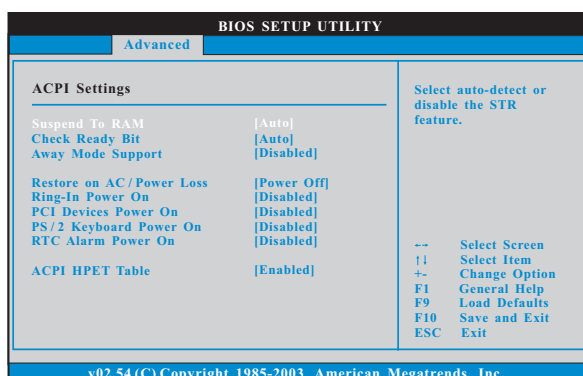 BIOS SETUP UTILITY
Advanced
ACPI Settings
Suspend To RAM [Auto]
Check Ready Bit [Auto]
Away Mode Support [Disabled]
Restore on AC / Power Loss [Power Off]
Ring-In Power On [Disabled]
PCI Devices Power On [Disabled]
PS / 2 Keyboard Power On [Disabled]
RTC Alarm Power On [Disabled]
ACPI HPET Table [Enabled]
Select auto-detect or
disable the STR
feature.
←→ Select Screen
↑↓ Select Item
+- Change Option
F1 General Help
F9 Load Defaults
F10 Save and Exit
ESC Exit
v02.54 (C) Copyright 1985-2003, American Megatrends, Inc.